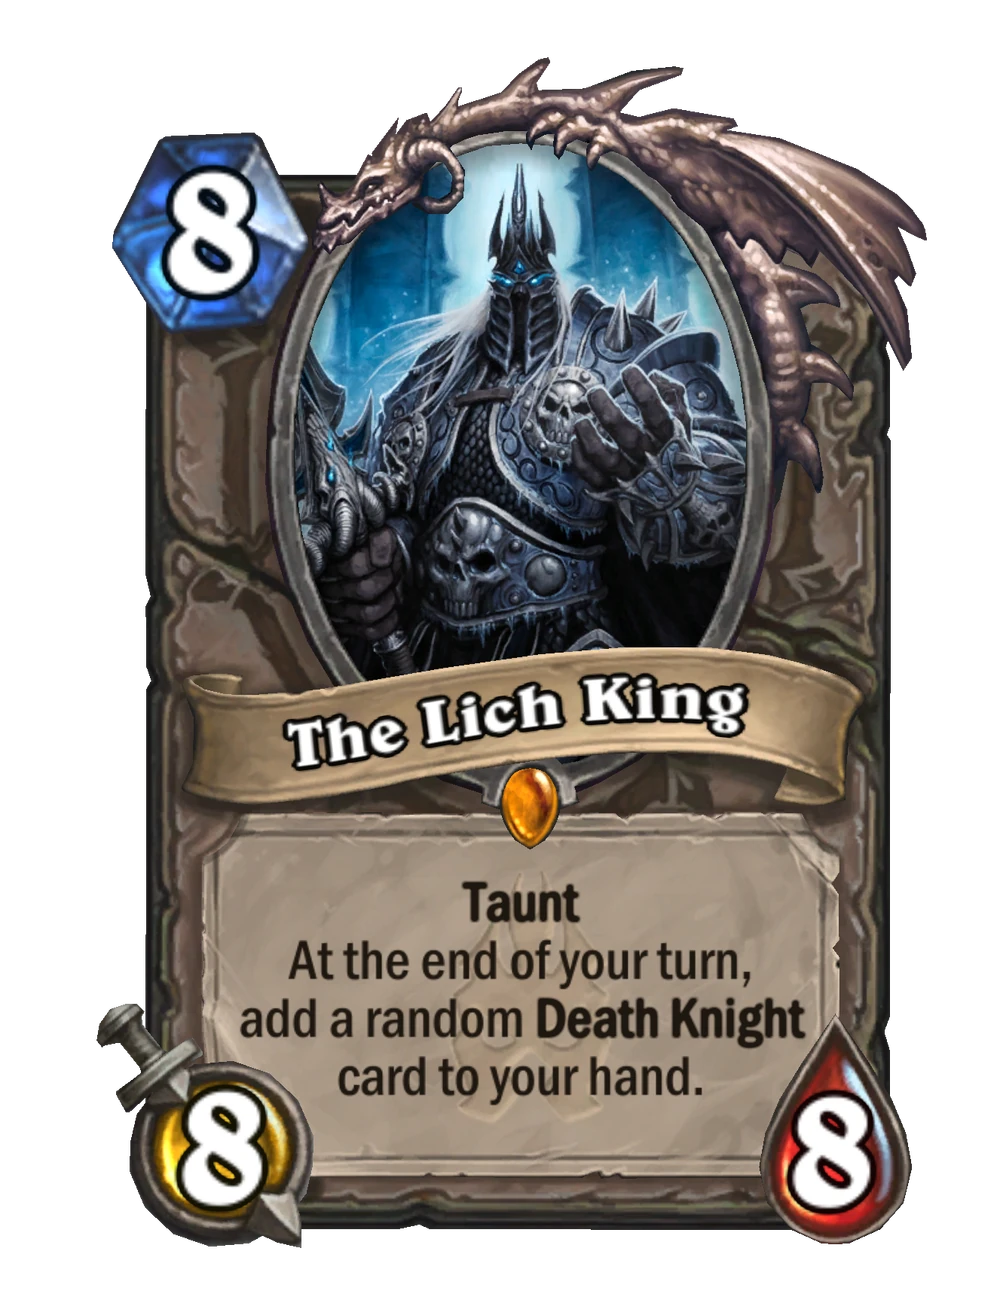 8
The Lich King
Taunt
At the end of your turn,
add a random Death Knight
card to your hand.
8
8